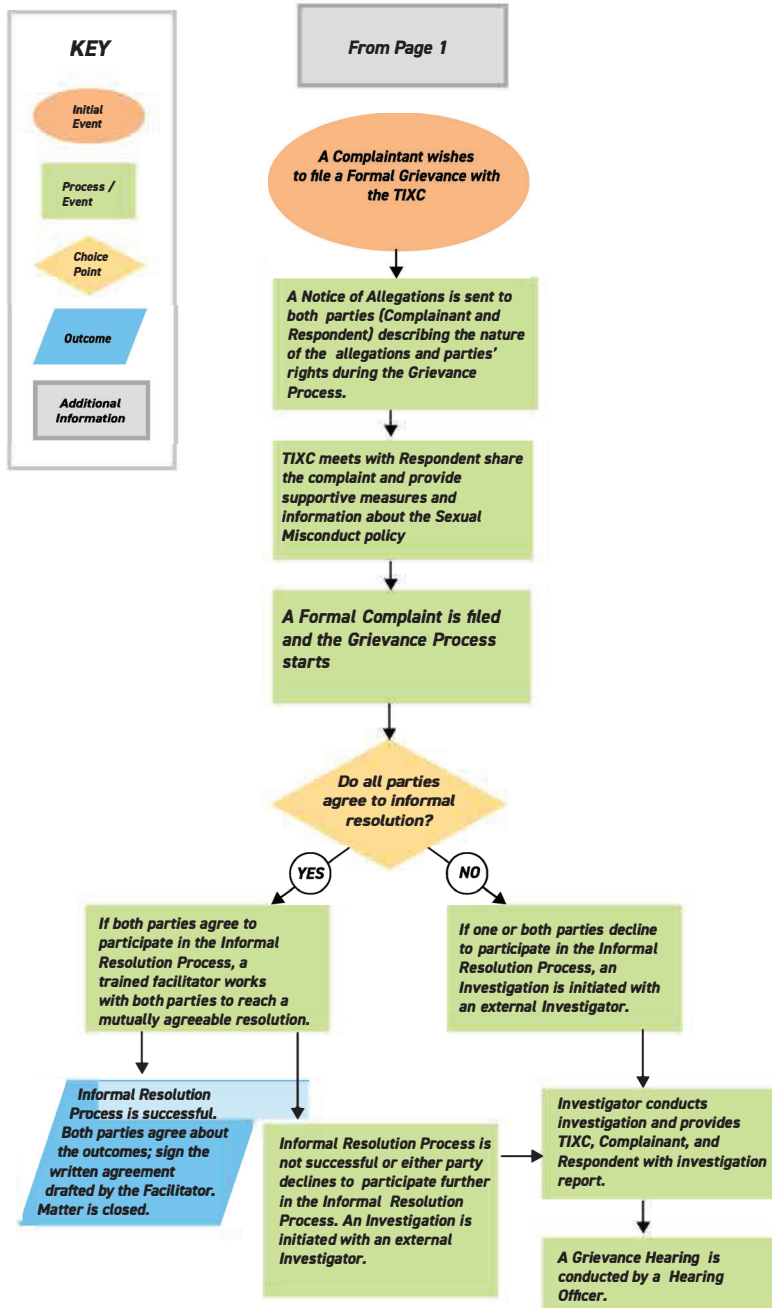 KEY
Initial
Event
Process /
Event
Choice
Point
Outcome
Additional
Information
From Page 1
A Complaintant wishes
to file a Formal Grievance with
the TIXC
A Notice of Allegations is sent to
both parties (Complainant and
Respondent) describing the nature
of the allegations and parties'
rights during the Grievance
Process.
TIXC meets with Respondent share
the complaint and provide
supportive measures and
information about the Sexual
Misconduct policy
A Formal Complaint is filed
and the Grievance Process
starts
Do all parties
agree to informal
resolution?
YES
NO
If both parties agree to
participate in the Informal
Resolution Process, a
trained facilitator works
with both parties to reach a
mutually agreeable resolution.
If one or both parties decline
to participate in the Informal
Resolution Process, an
Investigation is initiated with
an external Investigator.
Informal Resolution
Process is successful.
Both parties agree about
the outcomes; sign the
written agreement
drafted by the Facilitator.
Matter is closed.
Informal Resolution Process is
not successful or either party
declines to participate further
in the Informal Resolution
Process. An Investigation is
initiated with an external
Investigator.
Investigator conducts
investigation and provides
TIXC, Complainant, and
Respondent with investigation
report.
A Grievance Hearing is
conducted by a Hearing
Officer.